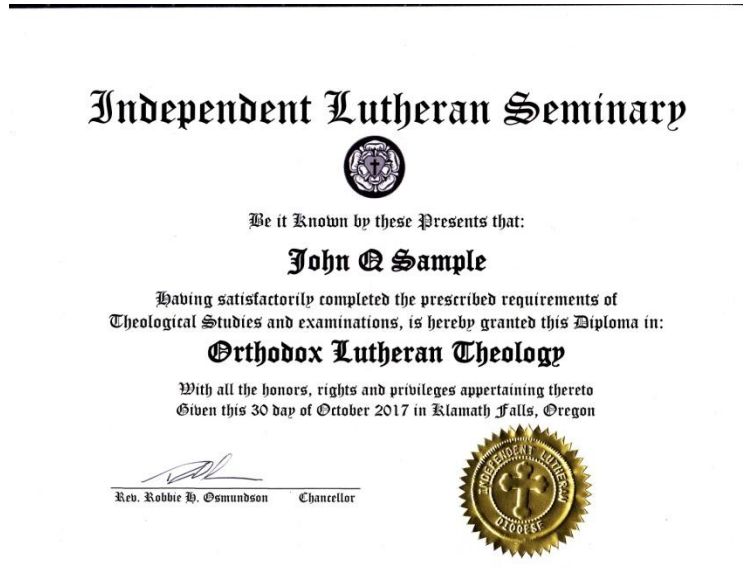 Independent Lutheran Seminary
Be it Known by these Presents that:
John Q Sample
Having satisfactorily completed the prescribed requirements of
Theological Studies and examinations, is hereby granted this Diploma in:
Orthodox Lutheran Theology
With all the honors, rights and privileges appertaining thereto
Given this 30 day of October 2017 in Klamath Falls, Oregon
Rev. Robbie H. Osmundson Chancellor
INDEPENDENT LUTHERAN
DIOCESE